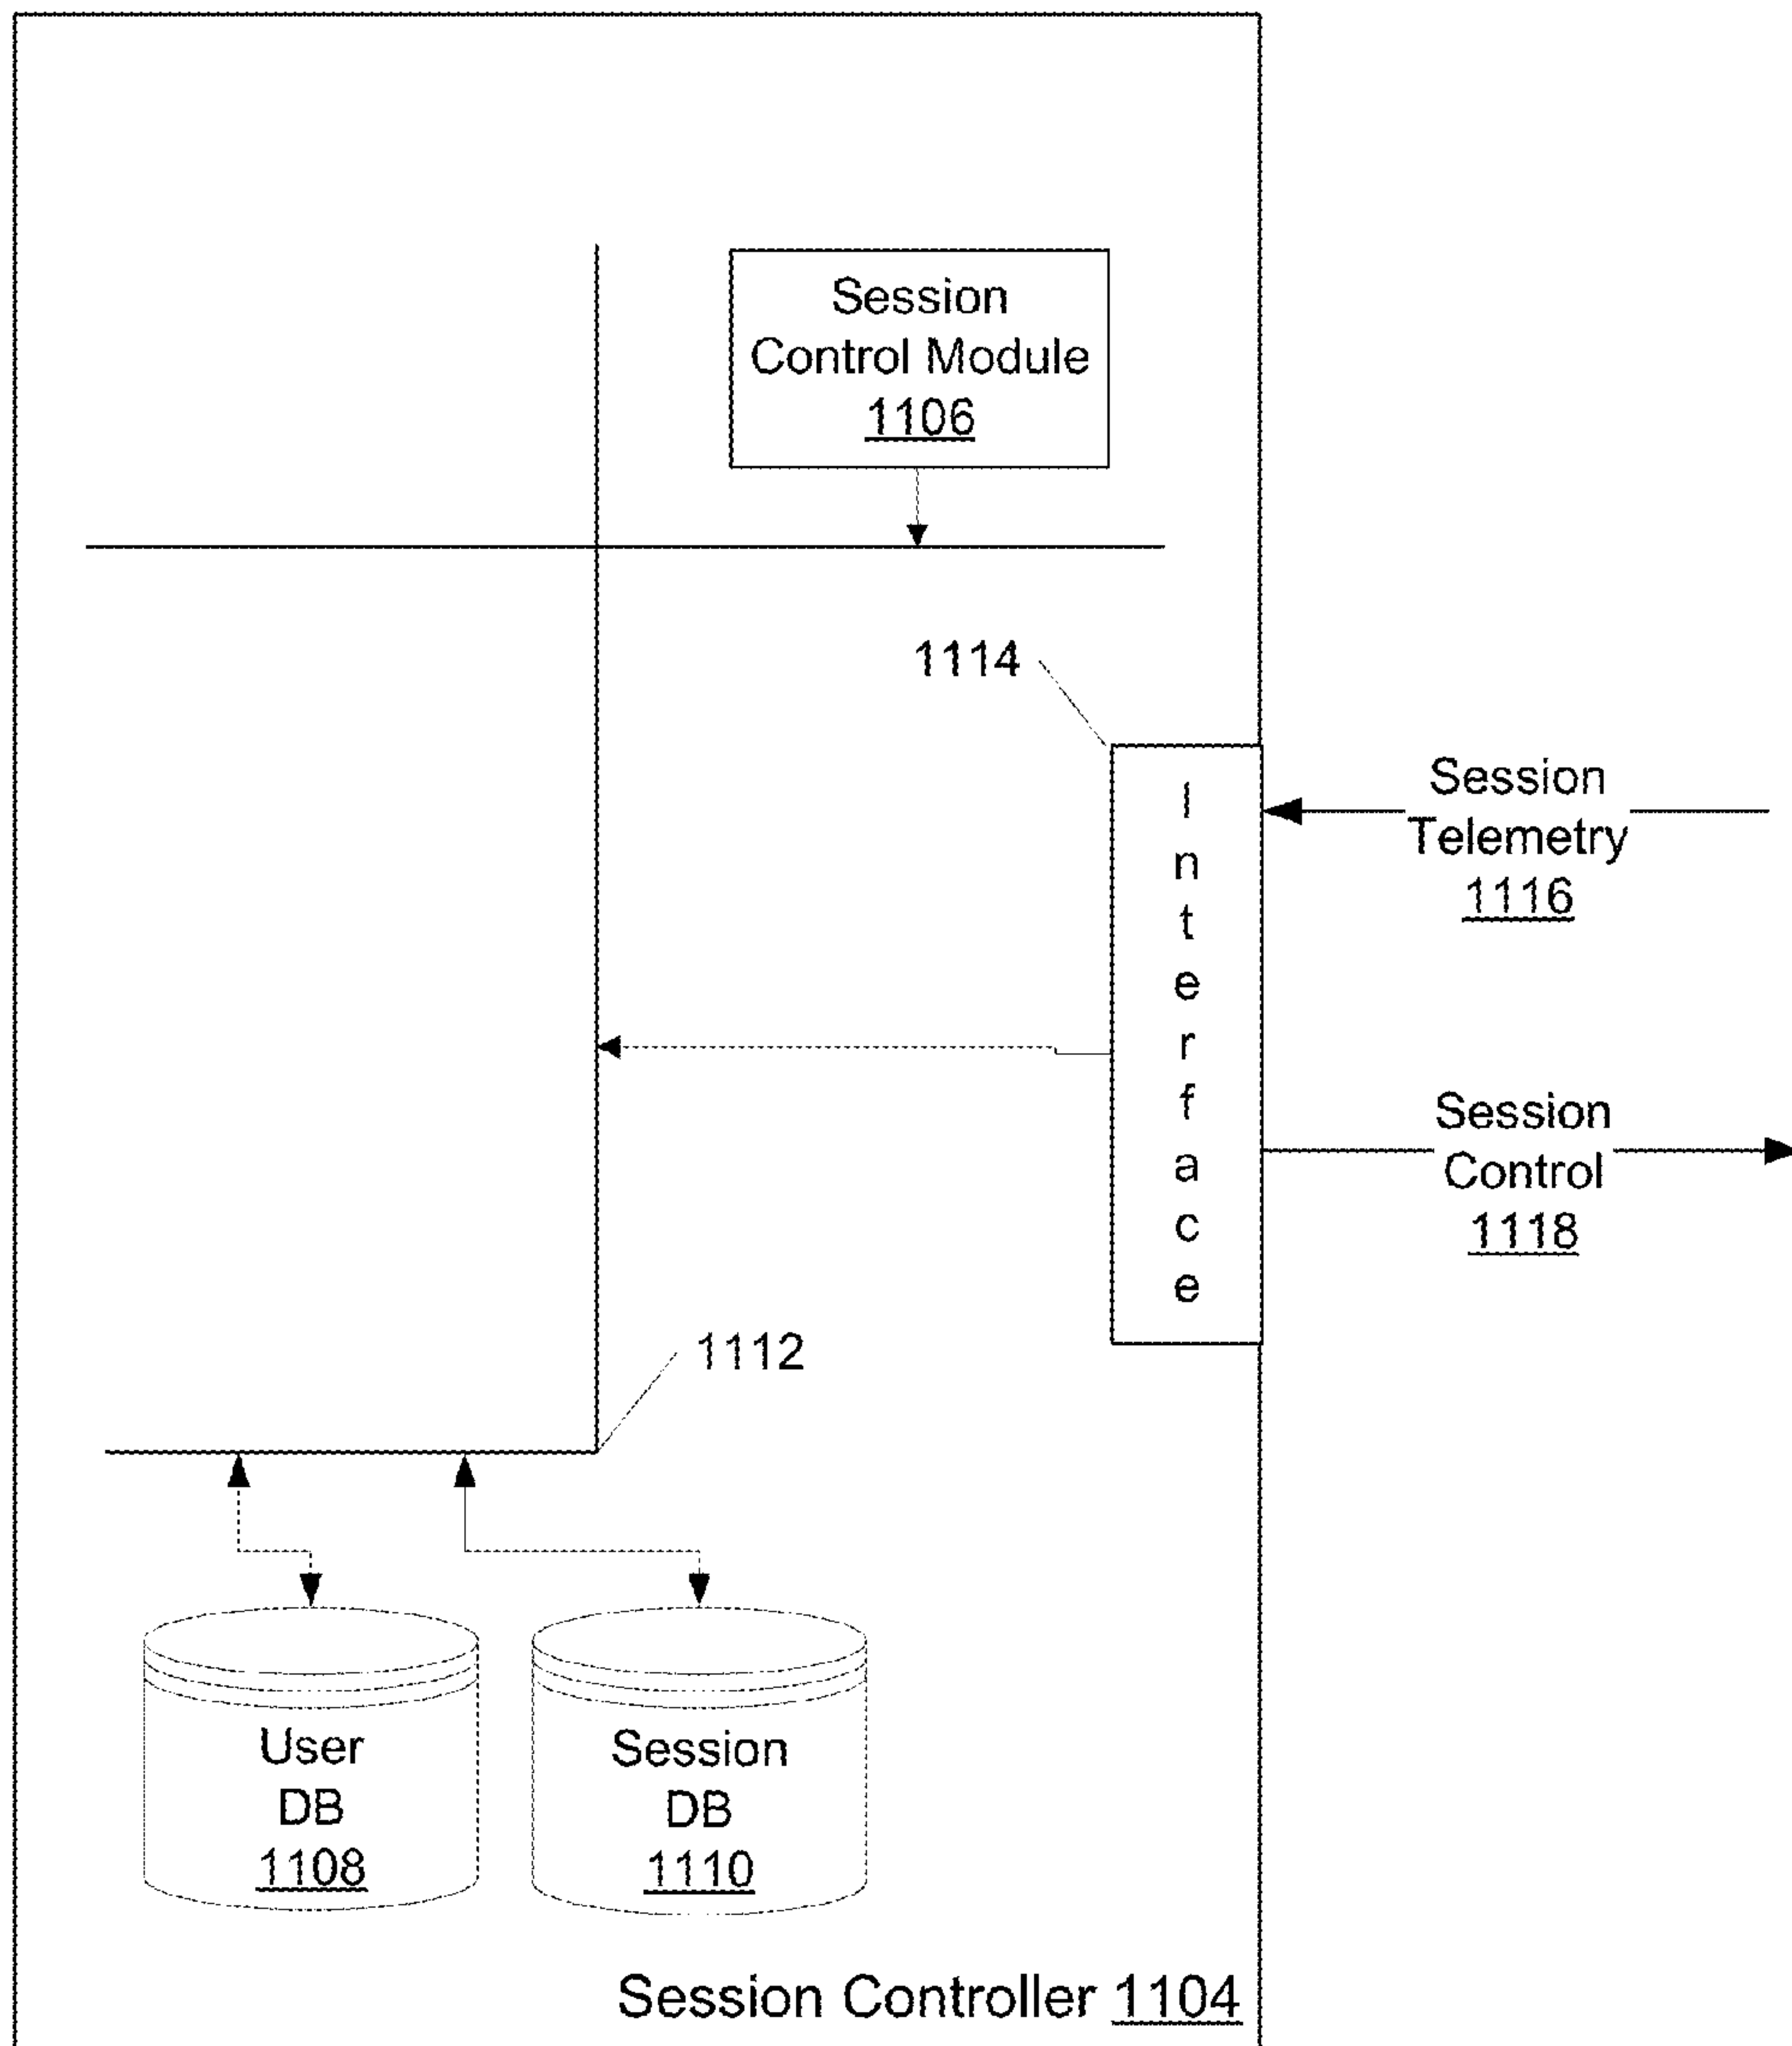 Session
Control Module
1106
1114
Interface
Session
Telemetry
1116
Session
Control
1118
1112
User
DB
1108
Session
DB
1110
Session Controller 1104